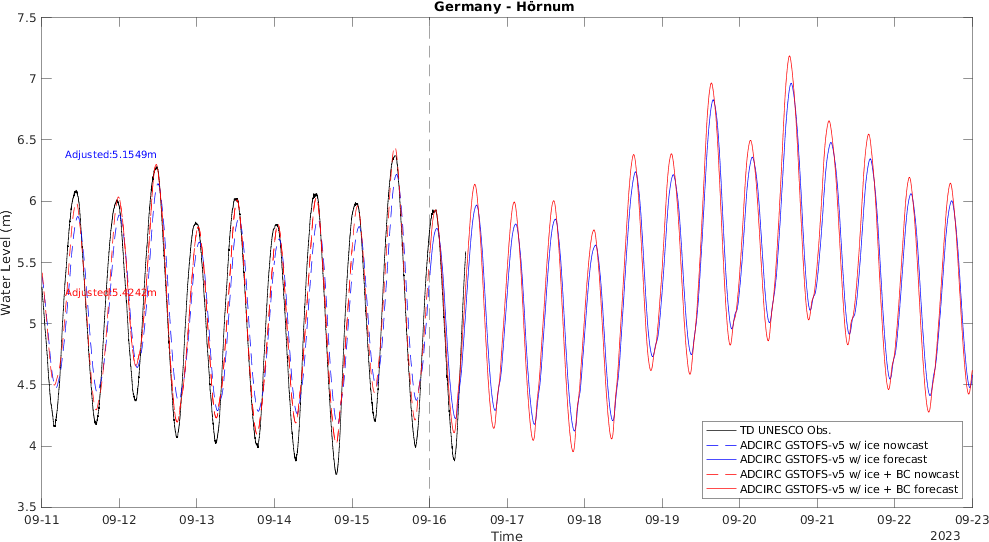 Germany - Hörnum
7.5
7
6.5
6
5.5
5
4.5
4
3.5
Water Level (m)
Adjusted:5.1549m
Adjusted:5.4242m
TD UNESCO Obs.
ADCIRC GSTOFS-v5 w/ ice nowcast
ADCIRC GSTOFS-v5 w/ ice forecast
ADCIRC GSTOFS-v5 w/ ice + BC nowcast
ADCIRC GSTOFS-v5 w/ ice + BC forecast
09-11 09-12 09-13 09-14 09-15 09-16 09-17 09-18 09-19 09-20 09-21 09-22 09-23
Time
2023